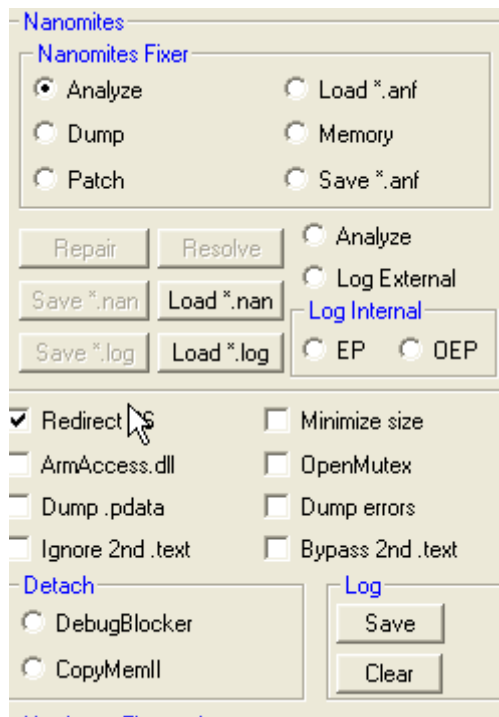 Nanomites
Nanomites Fixer
Analyze Load *.anf
Dump Memory
Patch Save *.anf
Repair Resolve Analyze
Log External
Save *.nan Load *.nan
Log Internal
Save *.log Load *.log EP OEP
Redirect Minimize size
ArmAccess.dll OpenMutex
Dump .pdata Dump errors
Ignore 2nd .text Bypass 2nd .text
Detach Log
DebugBlocker Save
CopyMemII Clear